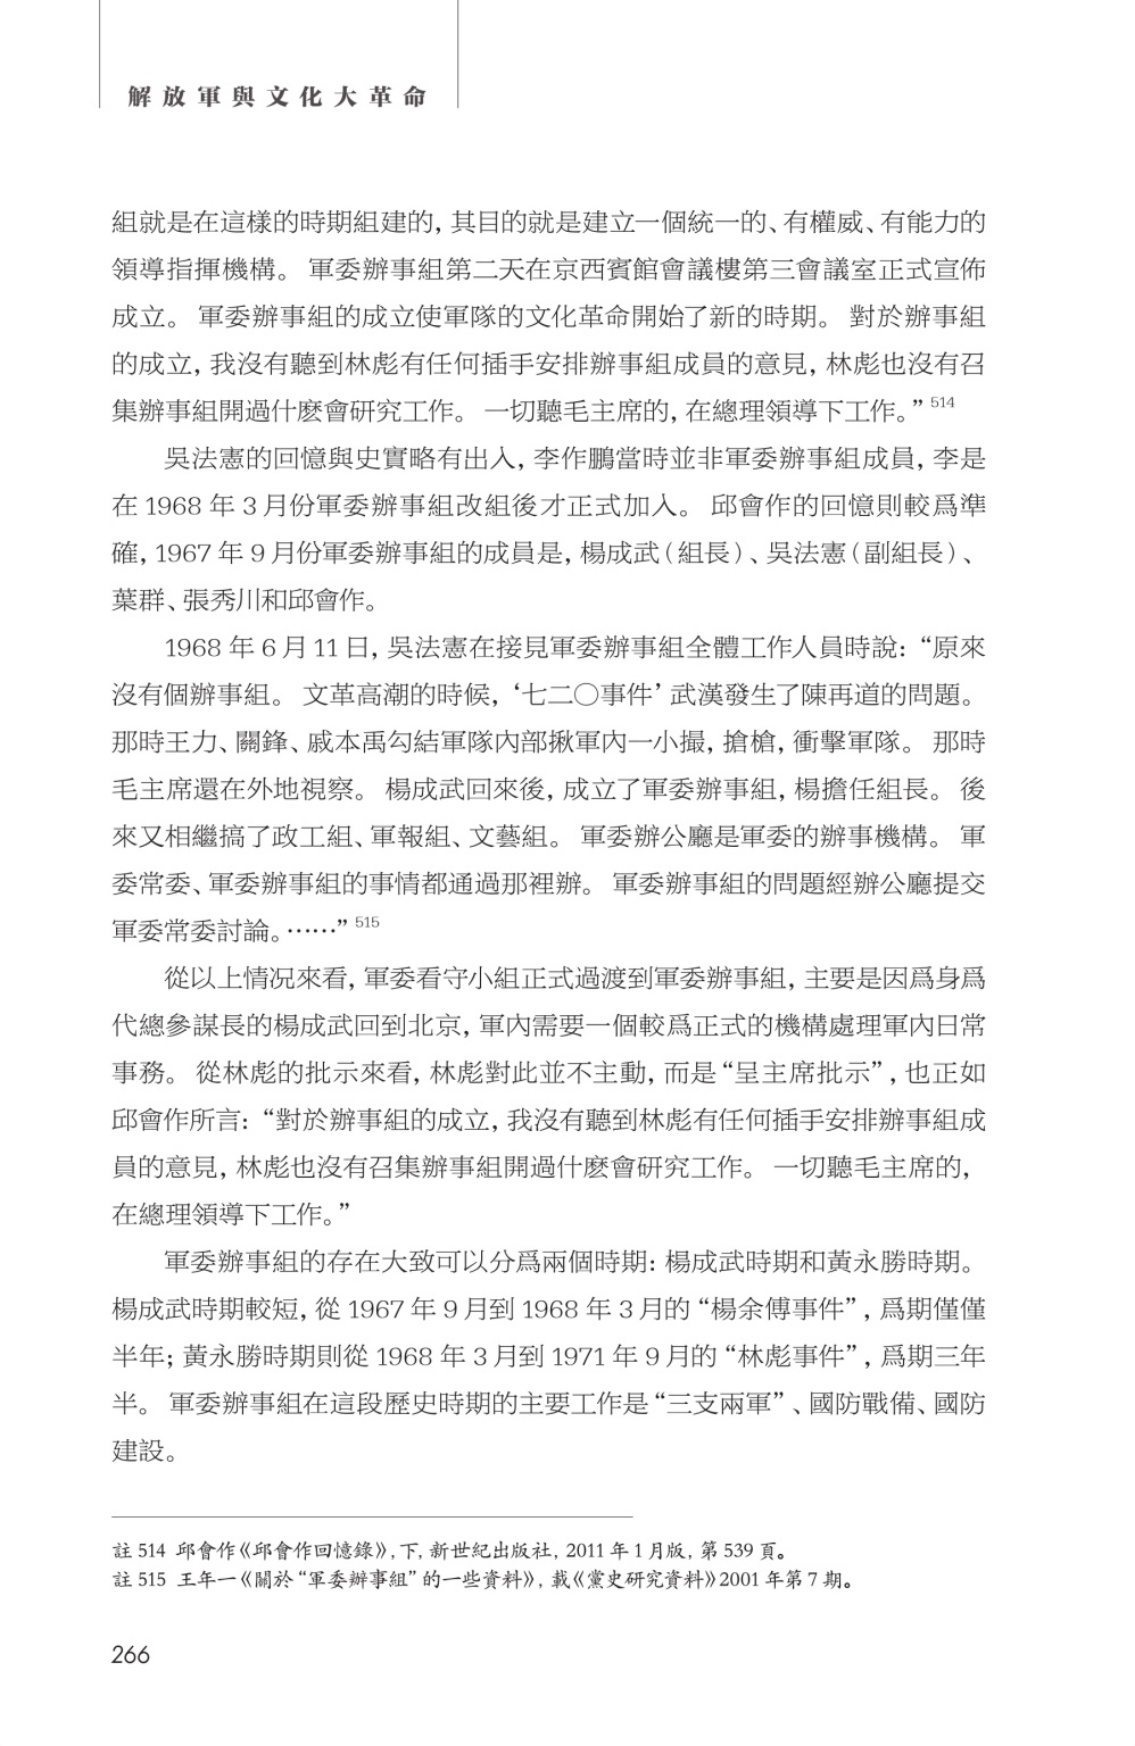 解放軍與文化大革命
組就是在這樣的時期組建的，其目的就是建立一個統一的、有權威、有能力的
領導指揮機構。 軍委辦事組第二天在京西賓館會議樓第三會議室正式宣佈
成立。 軍委辦事組的成立使軍隊的文化革命開始了新的時期。 對於辦事組
的成立，我沒有聽到林彪有任何插手安排辦事組成員的意見，林彪也沒有召
集辦事組開過什麽會研究工作。 一切聽毛主席的，在總理領導下工作。” 514
吳法憲的回憶與史實略有出入，李作鵬當時並非軍委辦事組成員，李是
在 1968 年 3 月份軍委辦事組改組後才正式加入。 邱會作的回憶則較爲準
確，1967 年 9 月份軍委辦事組的成員是，楊成武（組長）、吳法憲（副組長）、
葉群、張秀川和邱會作。
1968 年 6 月 11 日，吳法憲在接見軍委辦事組全體工作人員時說：“原來
沒有個辦事組。 文革高潮的時候，‘七二〇事件’ 武漢發生了陳再道的問題。
那時王力、關鋒、戚本禹勾結軍隊內部揪軍內一小撮，搶槍，衝擊軍隊。 那時
毛主席還在外地視察。 楊成武回來後，成立了軍委辦事組，楊擔任組長。 後
來又相繼搞了政工組、軍報組、文藝組。 軍委辦公廳是軍委的辦事機構。 軍
委常委、軍委辦事組的事情都通過那裡辦。 軍委辦事組的問題經辦公廳提交
軍委常委討論。……” 515
從以上情况來看，軍委看守小組正式過渡到軍委辦事組，主要是因爲身爲
代總參謀長的楊成武回到北京，軍內需要一個較爲正式的機構處理軍內日常
事務。 從林彪的批示來看，林彪對此並不主動，而是“呈主席批示”，也正如
邱會作所言：“對於辦事組的成立，我沒有聽到林彪有任何插手安排辦事組成
員的意見，林彪也沒有召集辦事組開過什麽會研究工作。 一切聽毛主席的，
在總理領導下工作。”
軍委辦事組的存在大致可以分爲兩個時期：楊成武時期和黃永勝時期。
楊成武時期較短，從 1967 年 9 月到 1968 年 3 月的“楊余傅事件”，爲期僅僅
半年；黃永勝時期則從 1968 年 3 月到 1971 年 9 月的“林彪事件”，爲期三年
半。 軍委辦事組在這段歷史時期的主要工作是“三支兩軍”、國防戰備、國防
建設。
註 514 邱會作《邱會作回憶錄》，下，新世紀出版社，2011 年 1 月版，第 539 頁。
註 515 王年一《關於“軍委辦事組”的一些資料》，載《黨史研究資料》2001 年第 7 期。
266